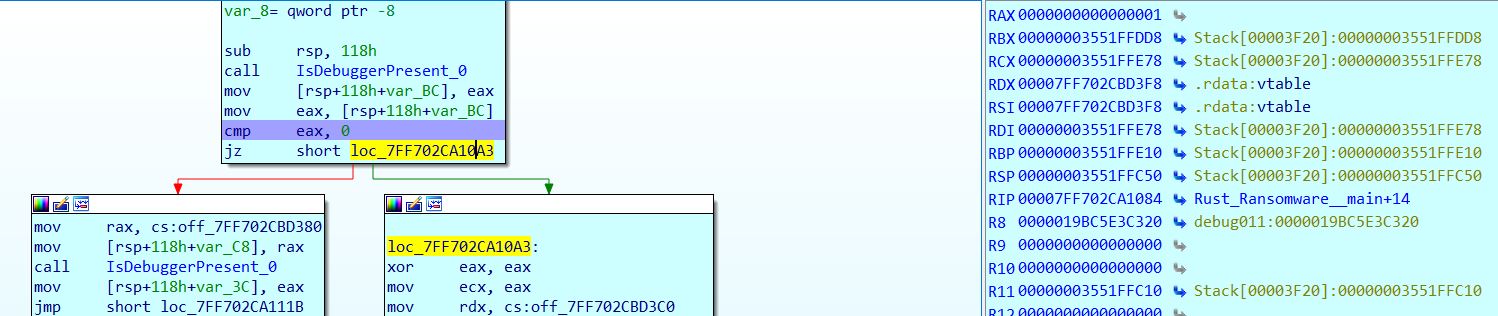 var_8= qword ptr -8
sub rsp, 118h
call IsDebuggerPresent_0
mov [rsp+118h+var_BC], eax
mov eax, [rsp+118h+var_BC]
cmp eax, 0
jz short loc_7FF702CA10A3
mov rax, cs:off_7FF702CBD380
mov [rsp+118h+var_C8], rax
call IsDebuggerPresent_0
mov [rsp+118h+var_3C], eax
jmp short loc_7FF702CA111B
loc_7FF702CA10A3:
xor eax, eax
mov ecx, eax
mov rdx, cs:off_7FF702CBD3C0
RAX 0000000000000001
RBX 00000003551FFDD8 Stack[00003F20]:00000003551FFDD8
RCX 00000003551FFE78 Stack[00003F20]:00000003551FFE78
RDX 00007FF702CBD3F8 .rdata:vtable
RSI 00007FF702CBD3F8 .rdata:vtable
RDI 00000003551FFE78 Stack[00003F20]:00000003551FFE78
RBP 00000003551FFE10 Stack[00003F20]:00000003551FFE10
RSP 00000003551FFC50 Stack[00003F20]:00000003551FFC50
RIP 00007FF702CA1084 Rust_Ransomware__main+14
R8 0000019BC5E3C320 debug011:0000019BC5E3C320
R9 0000000000000000
R10 0000000000000000
R11 00000003551FFC10 Stack[00003F20]:00000003551FFC10
R12 0000000000000000